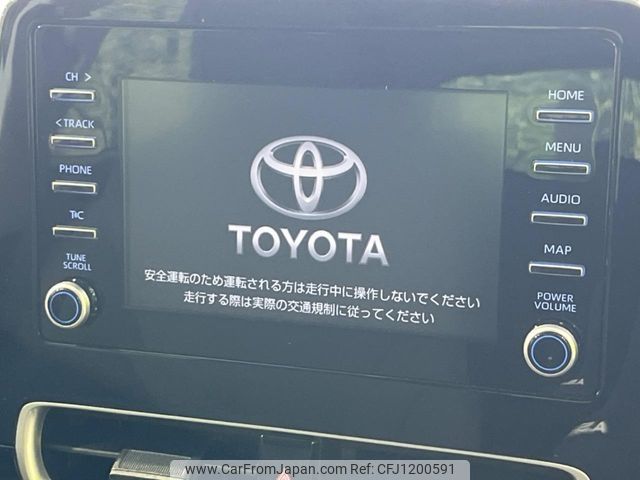 CH >
< TRACK
PHONE
T·C
TUNE
SCROLL
TOYOTA
安全運転のため運転される方は走行中に操作しないでください
走行する際は実際の交通規制に従ってください
HOME
MENU
AUDIO
MAP
POWER
VOLUME
www.CarFromJapan.com - CFJ1200591